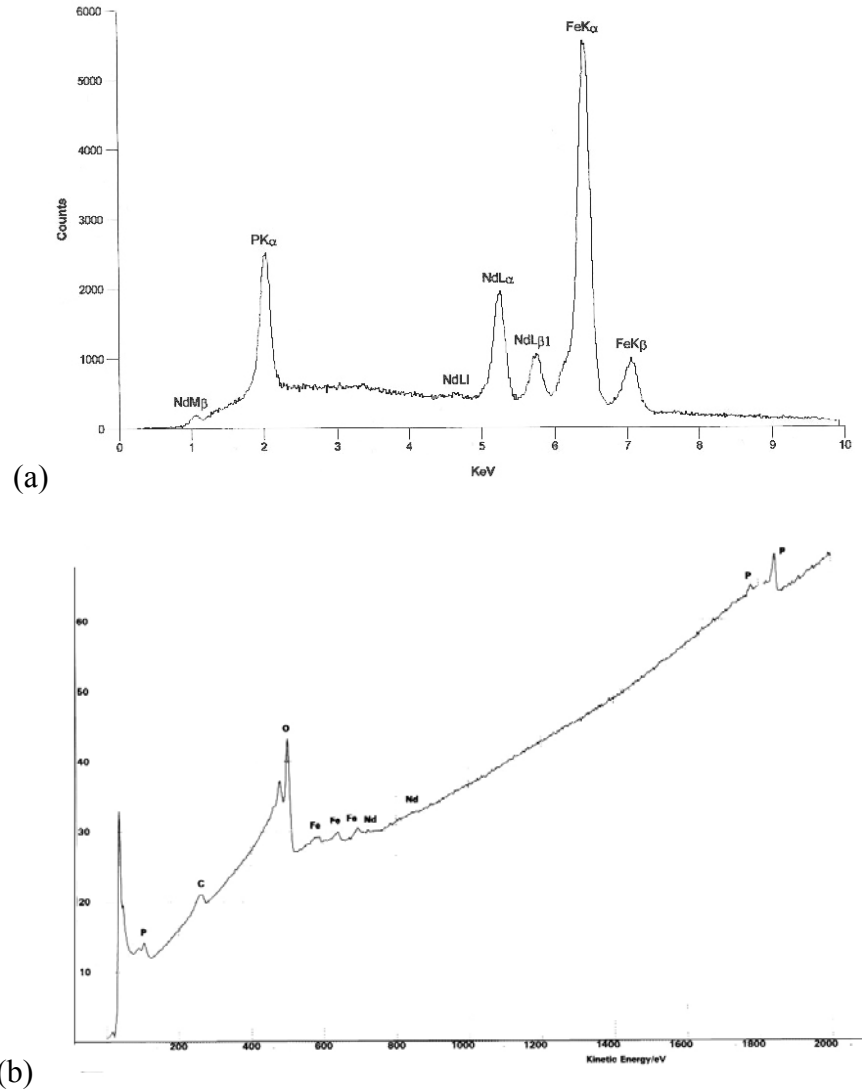 6000
5000
4000
3000
2000
1000
0
Counts
FeKα
PKα
NdLα
NdLβ1
FeKβ
NdLl
NdMβ
0 1 2 3 4 5 6 7 8 9 10
KeV
(a)
60
50
40
30
20
10
P P
O
Fe Fe Fe Nd Nd
C
P
200 400 600 800 1000 1200 1400 1600 1800 2000
Kinetic Energy/eV
(b)